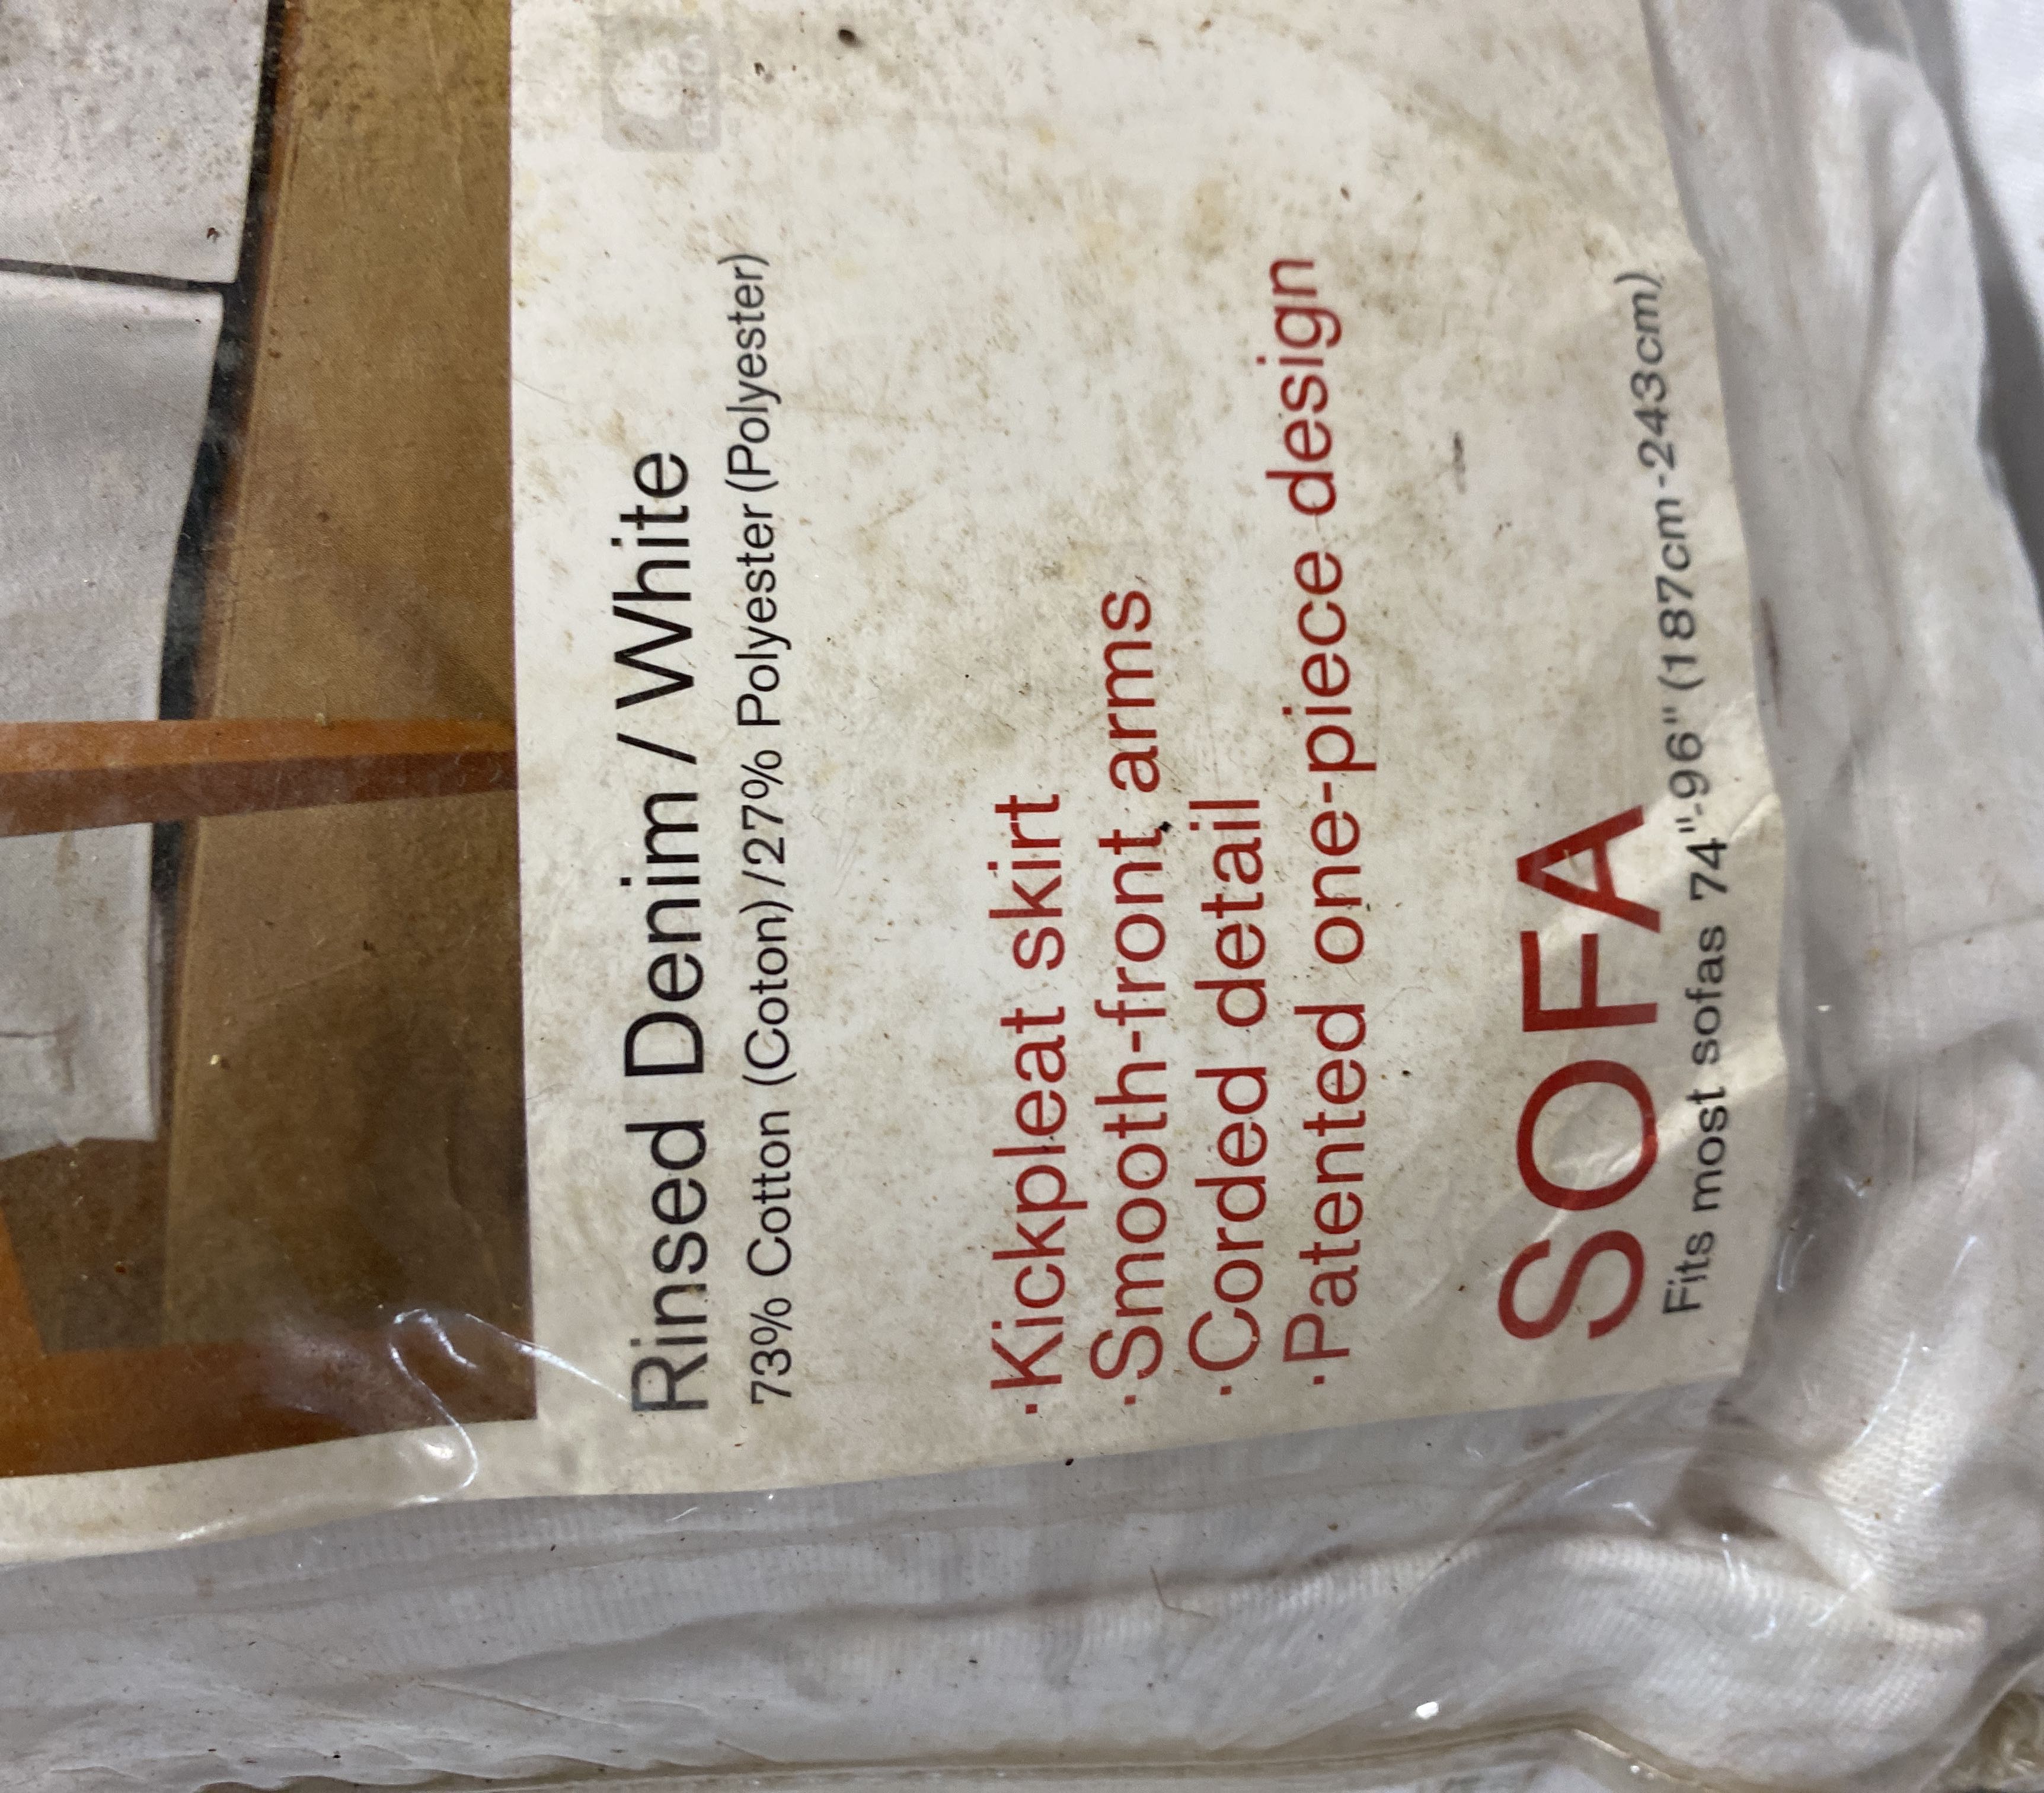 Rinsed Denim / White
73% Cotton (Coton) /27% Polyester (Polyester)
·Kickpleat skirt
·Smooth-front arms
·Corded detail
·Patented one-piece design
SOFA
Fits most sofas 74"-96" (187cm-243cm)